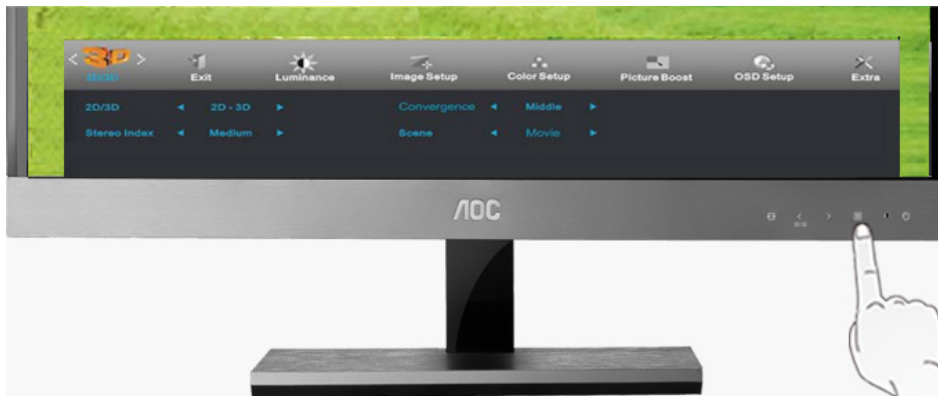 < 3D >
2D/3D Exit Luminance Image Setup Color Setup Picture Boost OSD Setup Extra
2D/3D ◄ 2D - 3D ► Convergence ◄ Middle ►
Stereo Index ◄ Medium ► Scene ◄ Movie ►
AOC